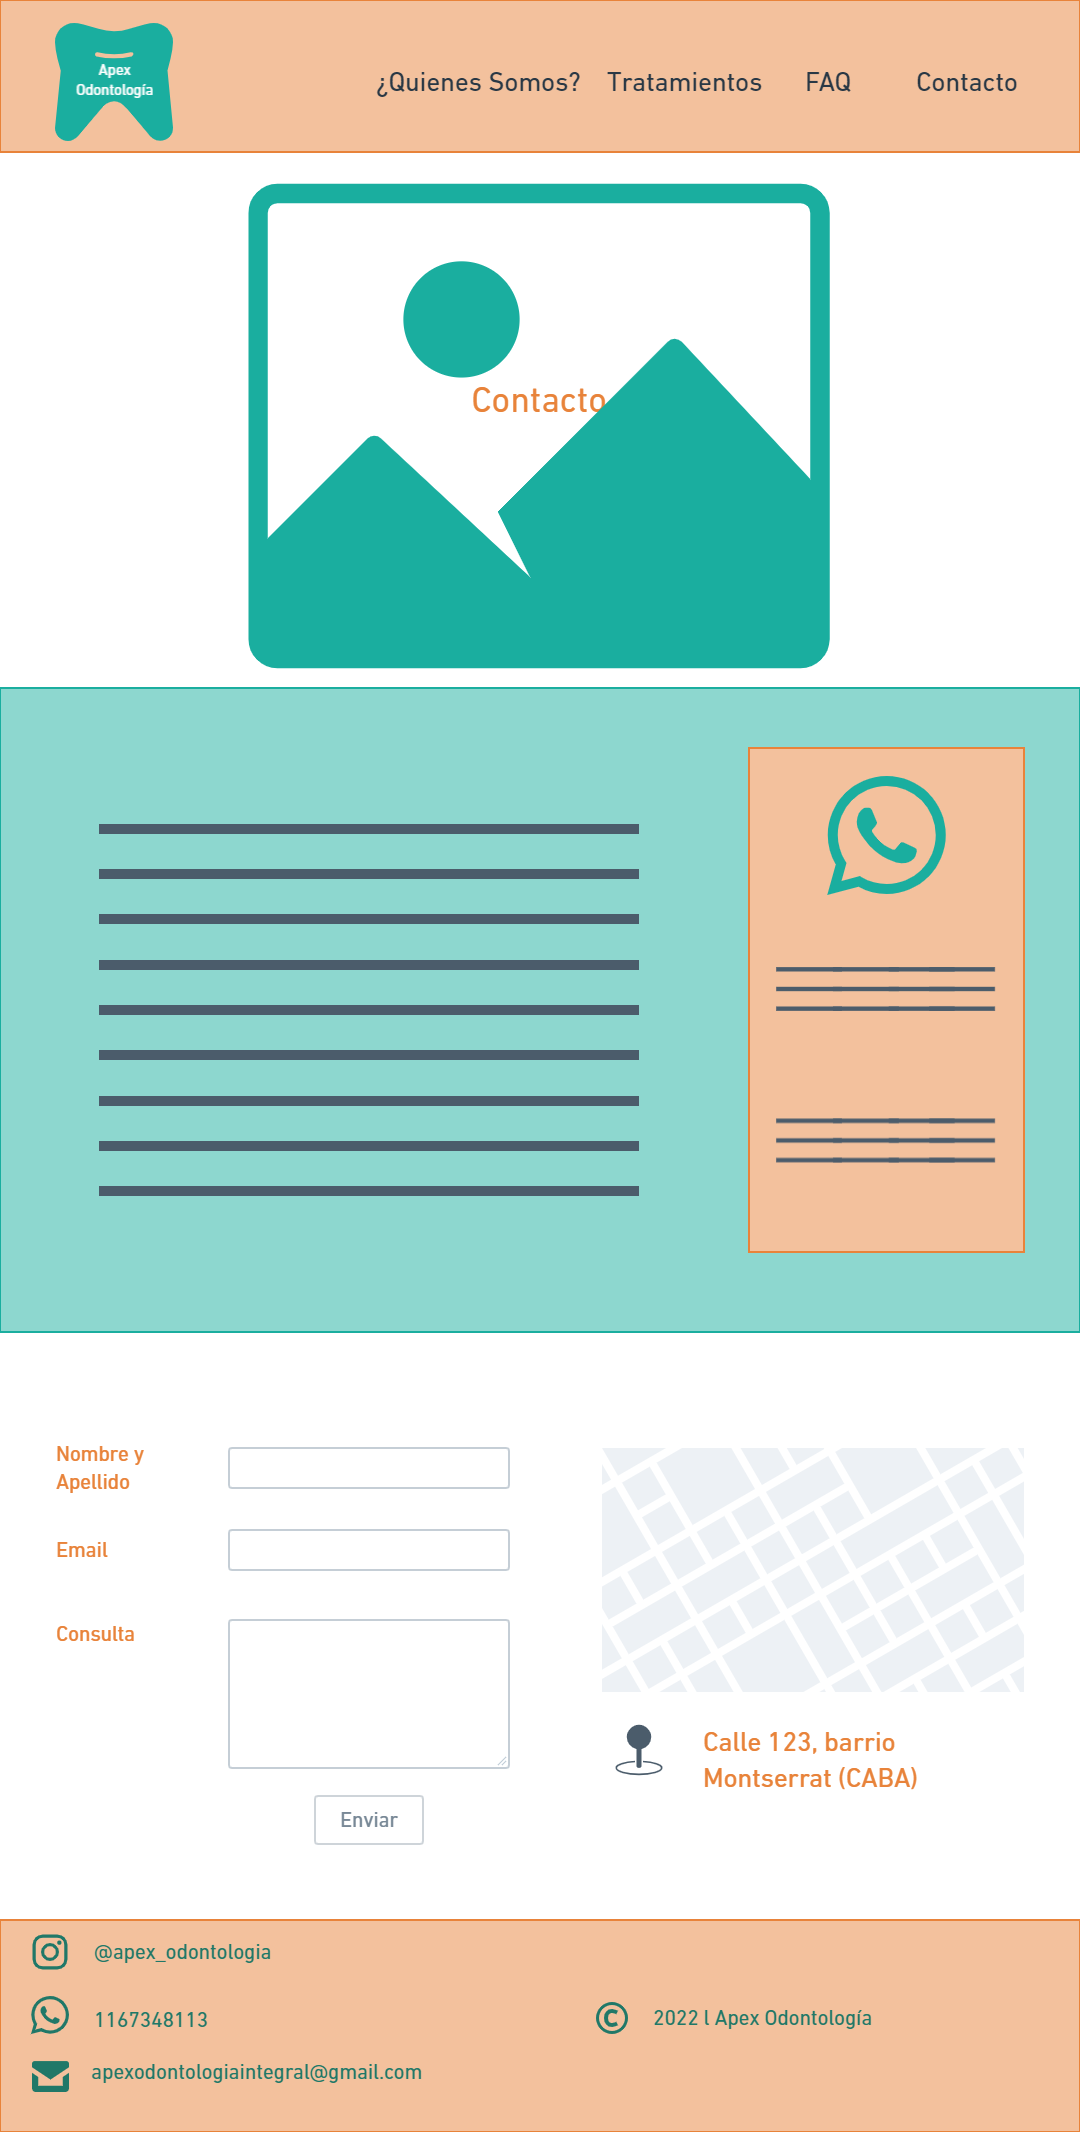 Apex
Odontología
¿Quienes Somos?
Tratamientos
FAQ
Contacto
Contacto
Nombre y
Apellido
Email
Consulta
Enviar
Calle 123, barrio
Montserrat (CABA)
@apex_odontologia
1167348113
apexodontologiaintegral@gmail.com
2022 l Apex Odontología